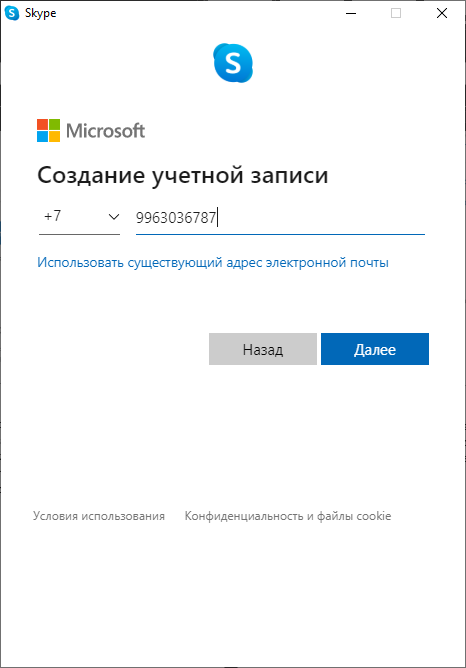 Skype
S
Microsoft
Создание учетной записи
+7 9963036787
Использовать существующий адрес электронной почты
Назад Далее
Условия использования Конфиденциальность и файлы cookie